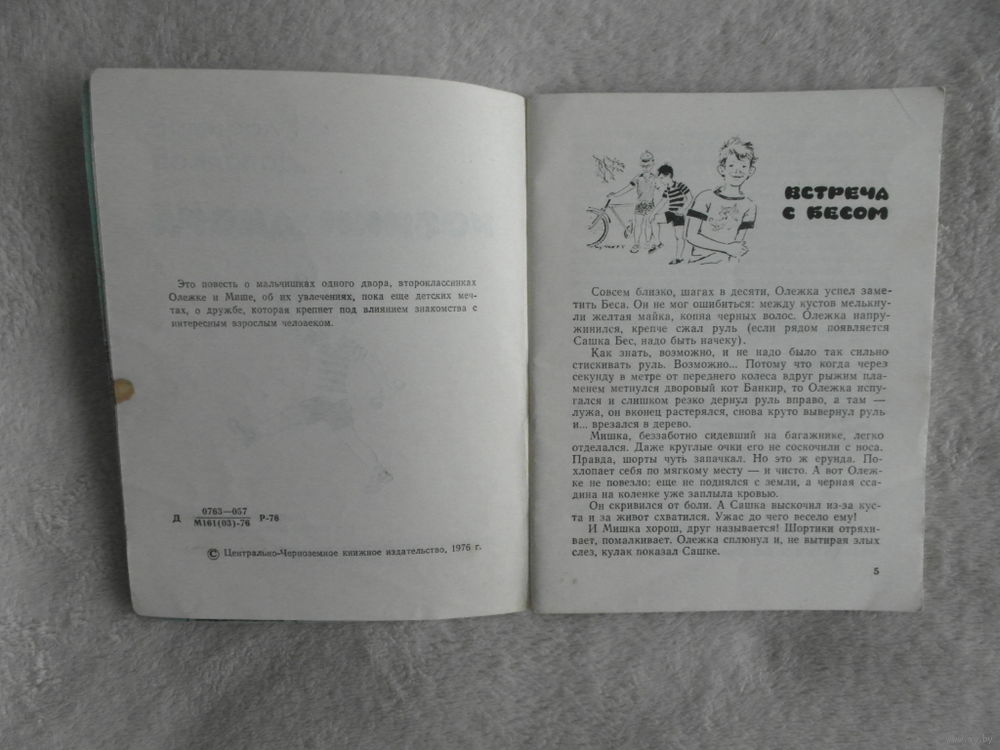 Это повесть о мальчишках одного двора, второклассниках
Олежке и Мише, об их увлечениях, пока еще детских меч-
тах, о дружбе, которая крепнет под влиянием знакомства с
интересным взрослым человеком.
Д 0763—057
М161(03)-76 Р-76
© Центрально-Черноземное книжное издательство, 1976 г.
ВСТРЕЧА
С БЕСОМ
Совсем близко, шагах в десяти, Олежка успел заме-
тить Беса. Он не мог ошибиться: между кустов мелькну-
ли желтая майка, копна черных волос. Олежка напру-
жинился, крепче сжал руль (если рядом появляется
Сашка Бес, надо быть начеку).
Как знать, возможно, и не надо было так сильно
стискивать руль. Возможно... Потому что когда через
секунду в метре от переднего колеса вдруг рыжим пла-
менем метнулся дворовый кот Банкир, то Олежка испу-
гался и слишком резко дернул руль вправо, а там —
лужа, он вконец растерялся, снова круто вывернул руль
и... врезался в дерево.
Мишка, беззаботно сидевший на багажнике, легко
отделался. Даже круглые очки его не соскочили с носа.
Правда, шорты чуть запачкал. Но это ж ерунда. По-
хлопает себя по мягкому месту — и чисто. А вот Олеж-
ке не повезло: еще не поднялся с земли, а черная сса-
дина на коленке уже заплыла кровью.
Он скривился от боли. А Сашка выскочил из-за кус-
та и за живот схватился. Ужас до чего весело ему!
И Мишка хорош, друг называется! Шортики отряхи-
вает, помалкивает. Олежка сплюнул и, не вытирая злых
слез, кулак показал Сашке.
5